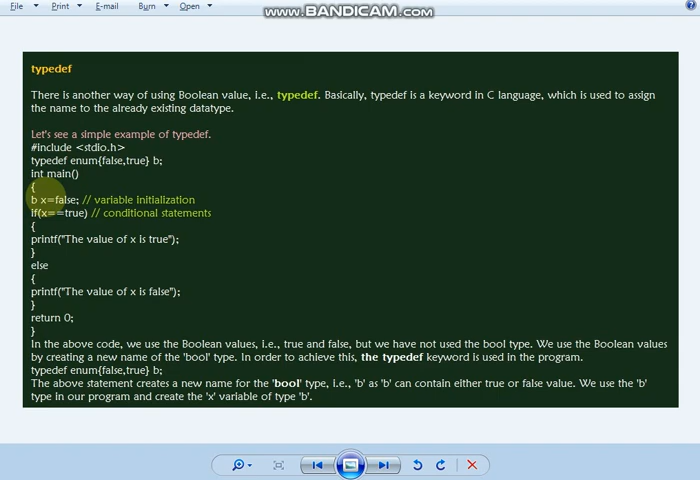 File Print E-mail Burn Open
www.BANDICAM.com
typedef
There is another way of using Boolean value, i.e., typedef. Basically, typedef is a keyword in C language, which is used to assign
the name to the already existing datatype.
Let's see a simple example of typedef.
#include <stdio.h>
typedef enum{false,true} b;
int main()
{
b x=false; // variable initialization
if(x==true) // conditional statements
{
printf("The value of x is true");
}
else
{
printf("The value of x is false");
}
return 0;
}
In the above code, we use the Boolean values, i.e., true and false, but we have not used the bool type. We use the Boolean values
by creating a new name of the 'bool' type. In order to achieve this, the typedef keyword is used in the program.
typedef enum{false,true} b;
The above statement creates a new name for the 'bool' type, i.e., 'b' as 'b' can contain either true or false value. We use the 'b'
type in our program and create the 'x' variable of type 'b'.